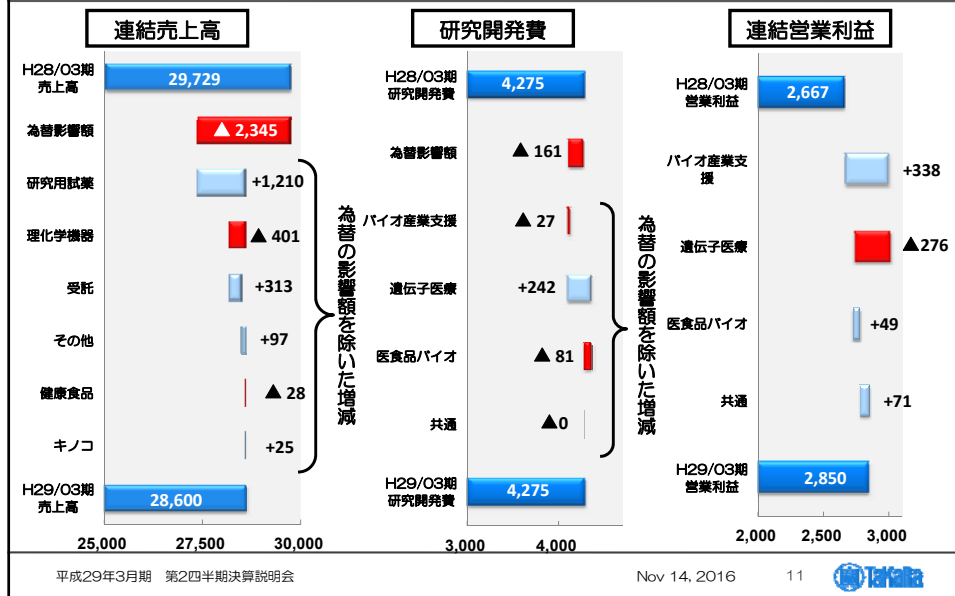 連結売上高
H28/03期
売上高
29,729
為替影響額
▲ 2,345
研究用試薬
+1,210
理化学機器
▲ 401
受託
+313
その他
+97
健康食品
▲ 28
キノコ
+25
H29/03期
売上高
28,600
25,000
27,500
30,000
為替の影響額を除いた増減
研究開発費
H28/03期
研究開発費
4,275
為替影響額
▲ 161
バイオ産業支援
▲ 27
遺伝子医療
+242
医食品バイオ
▲ 81
共通
▲0
H29/03期
研究開発費
4,275
3,000
4,000
為替の影響額を除いた増減
連結営業利益
H28/03期
営業利益
2,667
バイオ産業支
援
+338
遺伝子医療
▲276
医食品バイオ
+49
共通
+71
H29/03期
営業利益
2,850
2,000
2,500
3,000
平成29年3月期 第2四半期決算説明会
Nov 14, 2016
11
TaKaRa